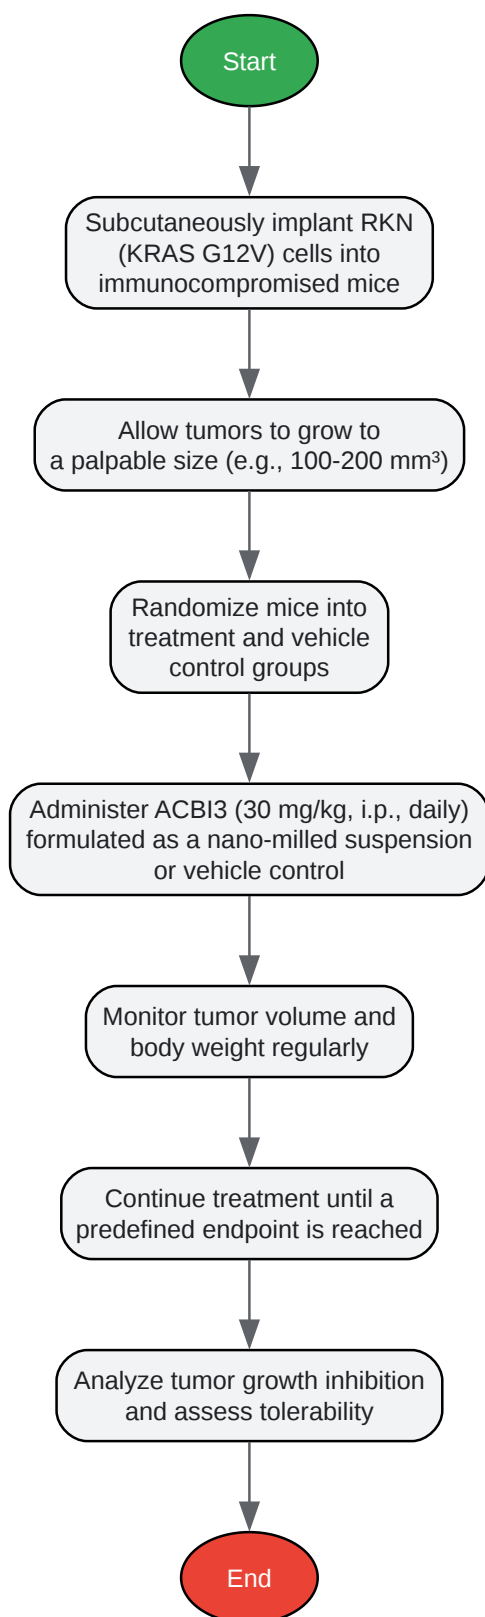 Start
Subcutaneously implant RKN
(KRAS G12V) cells into
immunocompromised mice
Allow tumors to grow to
a palpable size (e.g., 100-200 mm³)
Randomize mice into
treatment and vehicle
control groups
Administer ACBI3 (30 mg/kg, i.p., daily)
formulated as a nano-milled suspension
or vehicle control
Monitor tumor volume and
body weight regularly
Continue treatment until a
predefined endpoint is reached
Analyze tumor growth inhibition
and assess tolerability
End